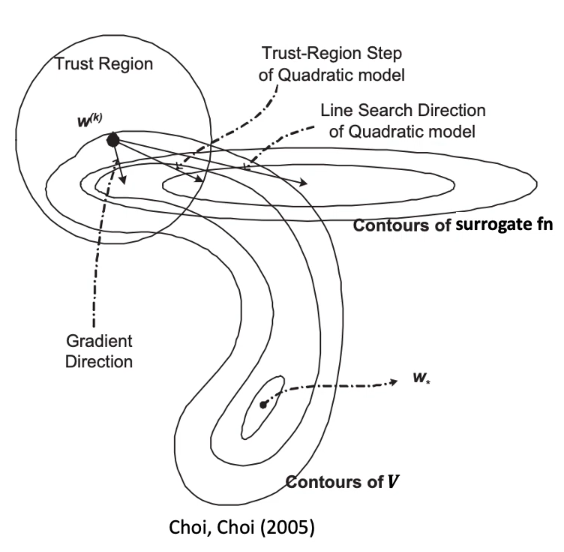 Trust Region
Trust-Region Step
of Quadratic model
w(k)
Line Search Direction
of Quadratic model
Contours of surrogate fn
Gradient
Direction
w*
Contours of V
Choi, Choi (2005)